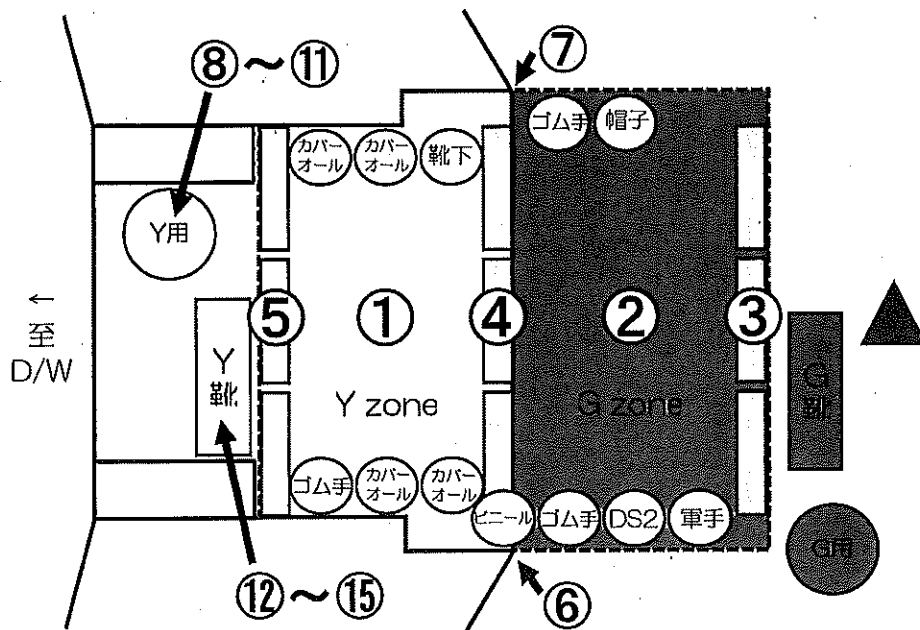 ⑧～⑪
⑦
カバー
オール
カバー
オール
靴下
ゴム手
帽子
Y用
←
至
D/W
⑤
①
④
②
③
Y
靴
Y zone
G zone
G
靴
ゴム手
カバー
オール
カバー
オール
ビニール
ゴム手
DS2
軍手
G用
⑫～⑮
⑥